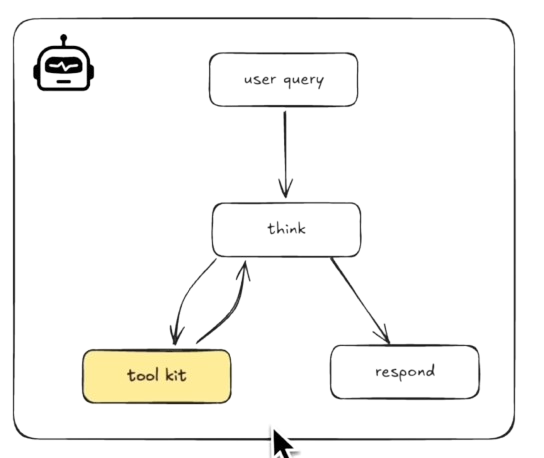 user query
think
tool kit
respond